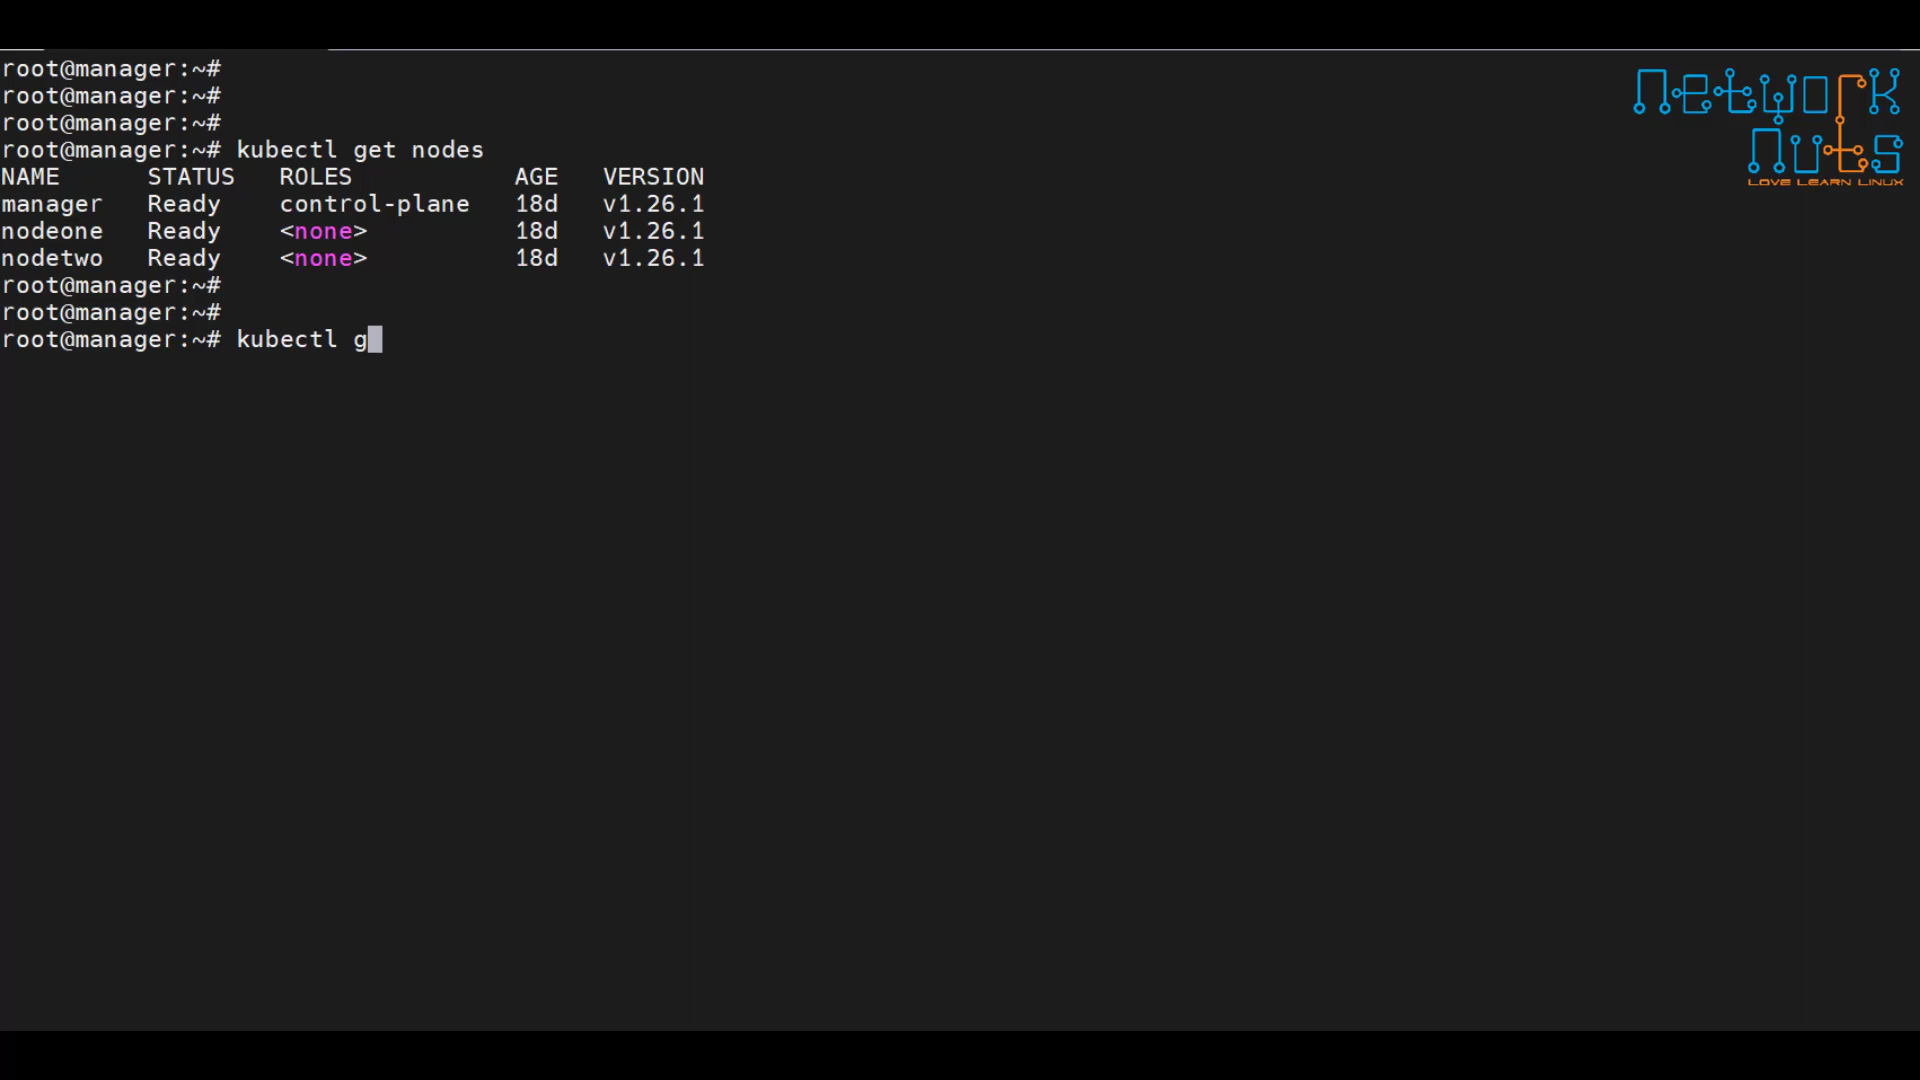 root@manager:~#
root@manager:~#
root@manager:~#
root@manager:~# kubectl get nodes
NAME      STATUS   ROLES           AGE   VERSION
manager   Ready    control-plane   18d   v1.26.1
nodeone   Ready    <none>          18d   v1.26.1
nodetwo   Ready    <none>          18d   v1.26.1
root@manager:~#
root@manager:~#
root@manager:~# kubectl g
Network
Nuts
LOVE LEARN LINUX